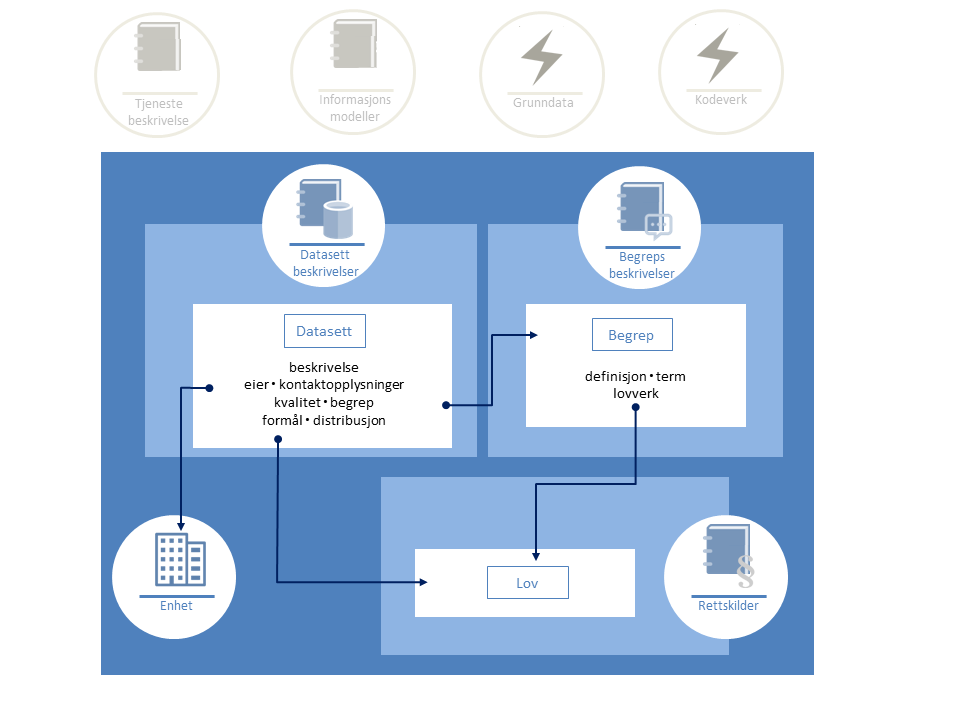 Tjeneste
beskrivelse
Informasjons
modeller
Grunndata
Kodeverk
Datasett
beskrivelser
Begreps
beskrivelser
Datasett
beskrivelse
eier • kontaktopplysninger
kvalitet • begrep
formål • distribusjon
Begrep
definisjon • term
lovverk
Enhet
Lov
§
§
Rettskilder